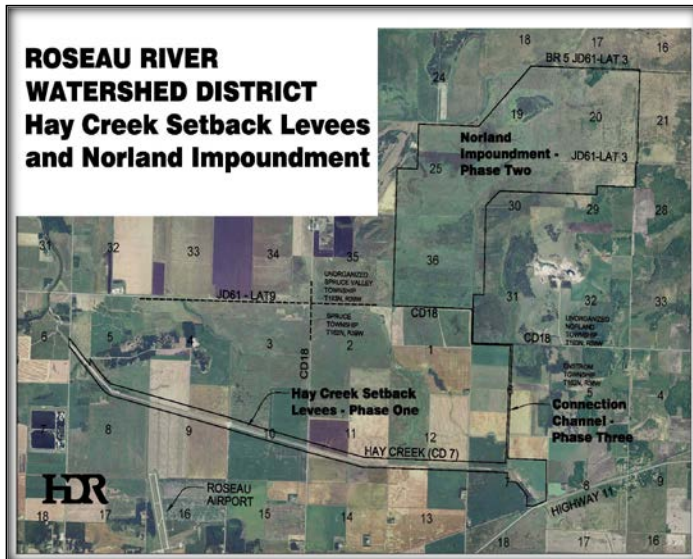 ROSEAU RIVER
WATERSHED DISTRICT
Hay Creek Setback Levees
and Norland Impoundment
18
17
16
BR 5 JD61-LAT 3
24
19
20
21
Norland
Impoundment -
Phase Two
JD61-LAT 3
25
30
29
28
31
32
33
34
35
36
31
32
33
UNORGANIZED
SPRUCE VALLEY
TOWNSHIP
JD61 - LAT9
CD18
CD18
UNORGANIZED
NORLAND
TOWNSHIP
SPRUCE
TOWNSHIP
CD18
6
5
4
3
2
1
5
4
TOWNSHIP
Hay Creek Setback
Levees - Phase One
Connection
Channel -
Phase Three
8
9
10
11
12
HAY CREEK (CD 7)
8
9
HIGHWAY 11
HDR
ROSEAU
AIRPORT
18
17
16
15
14
13
18
17
16